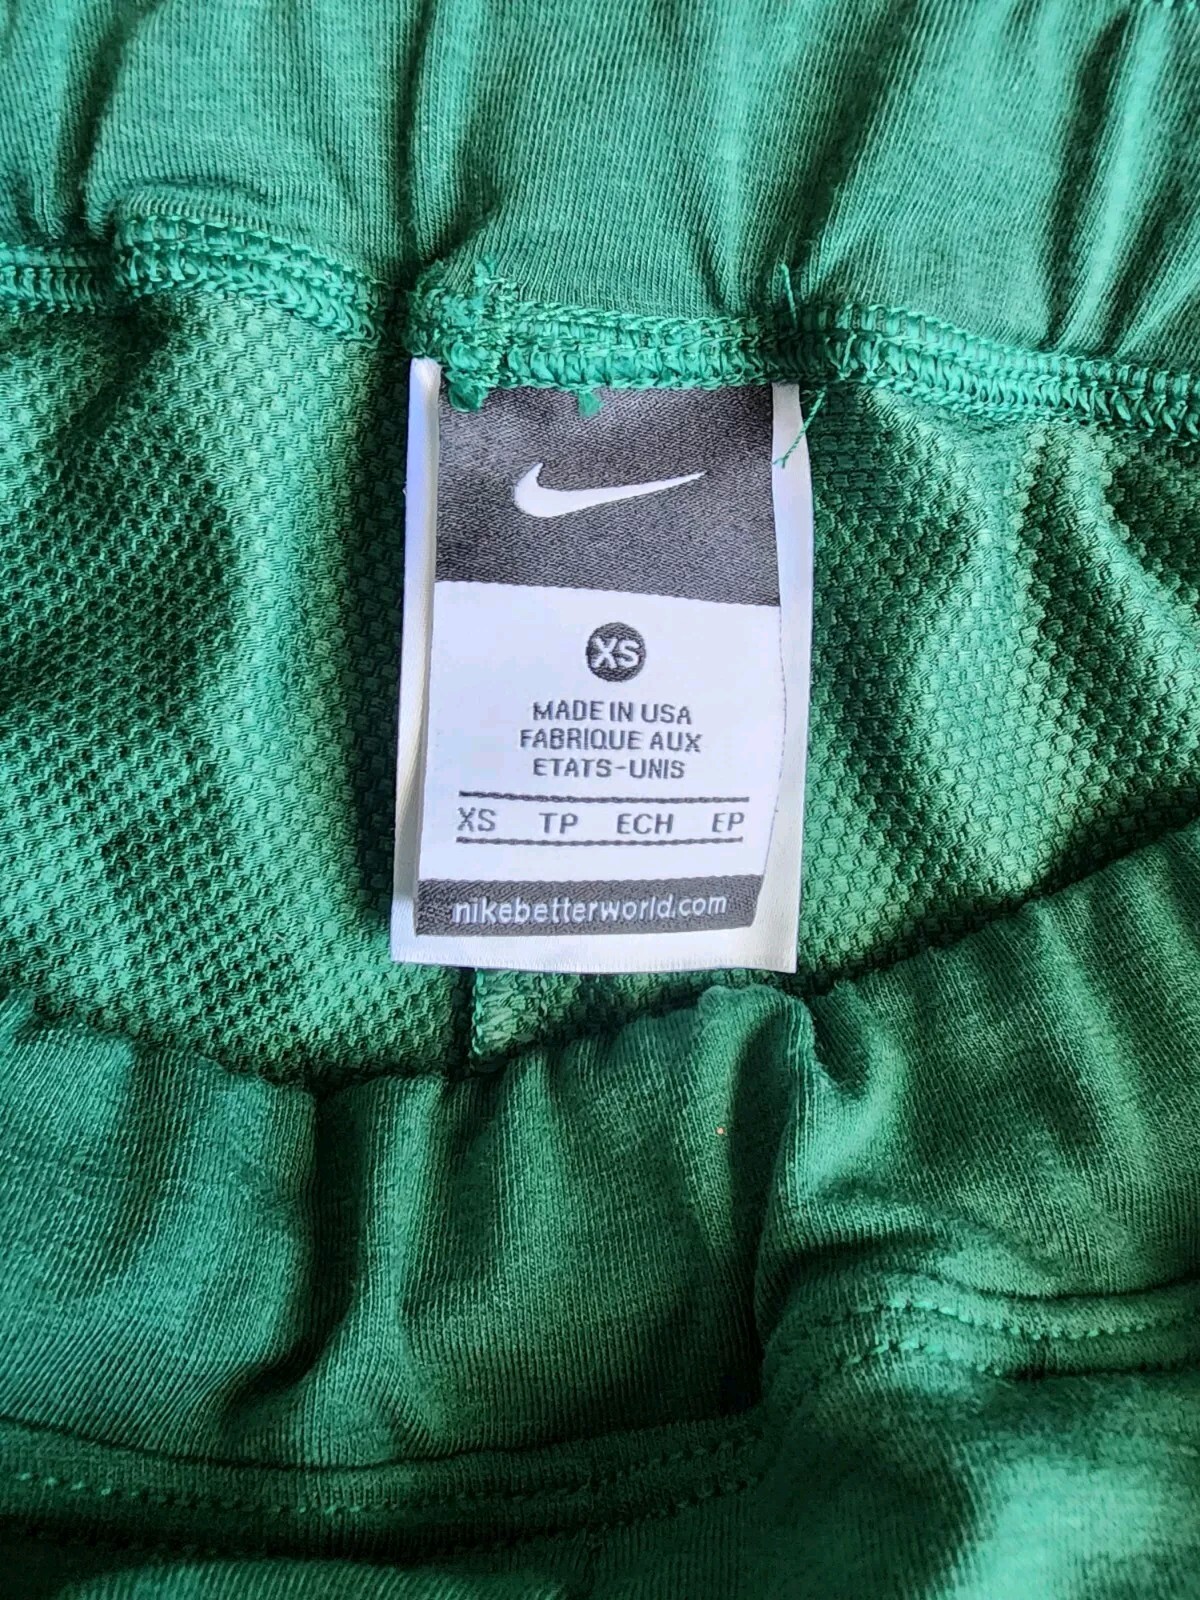 XS
MADE IN USA
FABRIQUE AUX
ETATS-UNIS
XS TP ECH EP
nikebetterworld.com